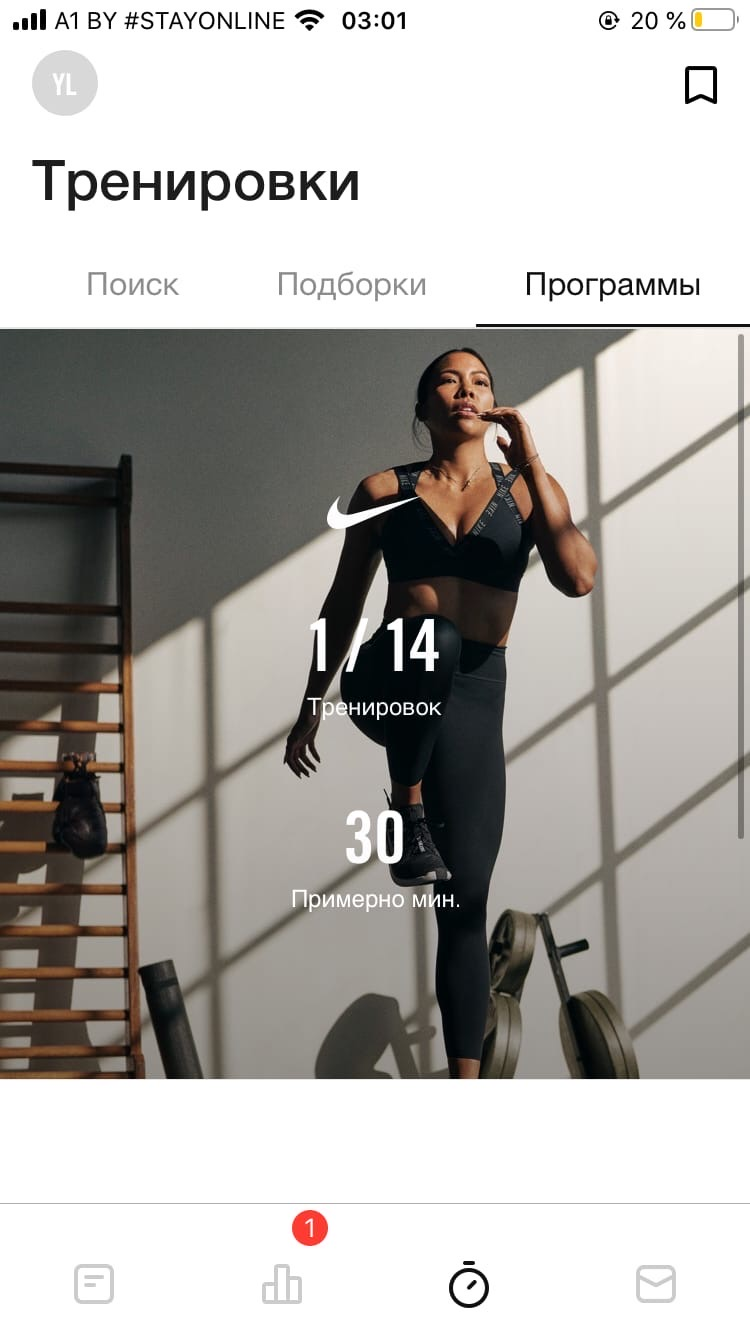 A1 BY #STAYONLINE 03:01 20 %
YL
Тренировки
Поиск Подборки Программы
1 / 14
Тренировок
30
Примерно мин.
1